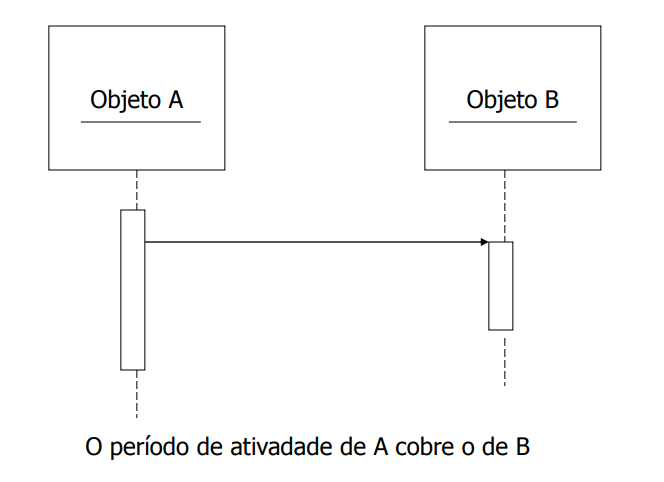 Objeto A
Objeto B
O período de ativadade de A cobre o de B